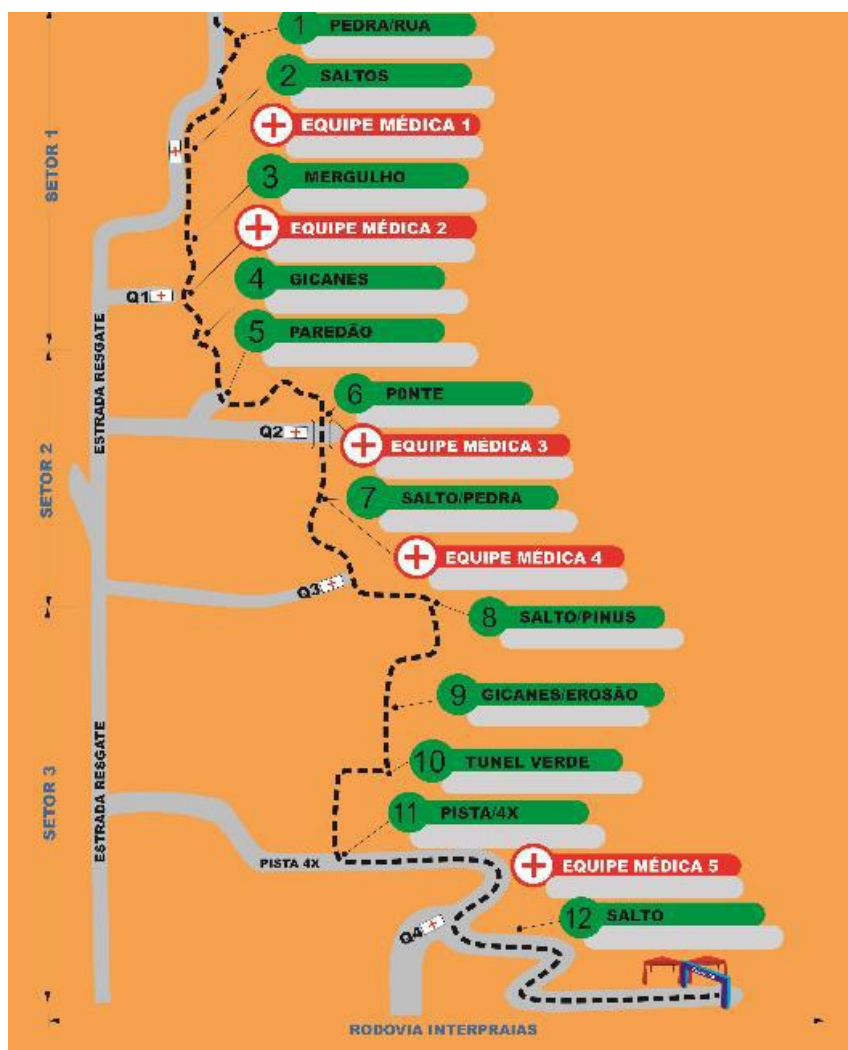 1 PEDRA/RUA
2 SALTOS
EQUIPE MÉDICA 1
3 MERGULHO
EQUIPE MÉDICA 2
4 GICANES
Q1
5 PAREDÃO
6 PONTE
Q2
EQUIPE MÉDICA 3
7 SALTO/PEDRA
EQUIPE MÉDICA 4
Q3
8 SALTO/PINUS
9 GICANES/EROSÃO
10 TUNEL VERDE
11 PISTA/4X
PISTA 4X
EQUIPE MÉDICA 5
12 SALTO
Q4
SETOR 1
SETOR 2
SETOR 3
ESTRADA RESGATE
ESTRADA RESGATE
RODOVIA INTERPRAIAS